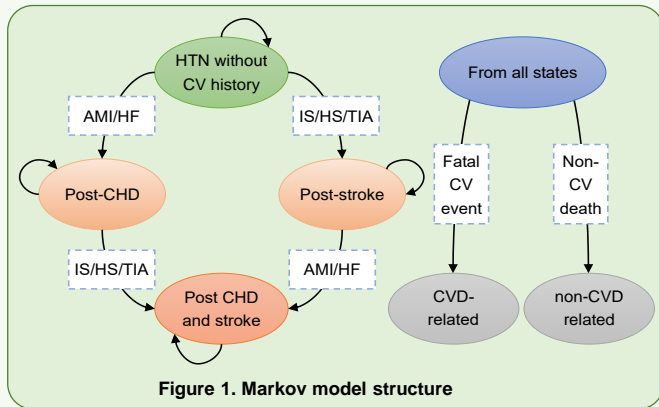 HTN without
CV history
From all states
AMI/HF
IS/HS/TIA
Fatal
CV
event
Non-
CV
death
Post-CHD
Post-stroke
IS/HS/TIA
AMI/HF
Post CHD
and stroke
CVD-
related
non-CVD
related
Figure 1. Markov model structure